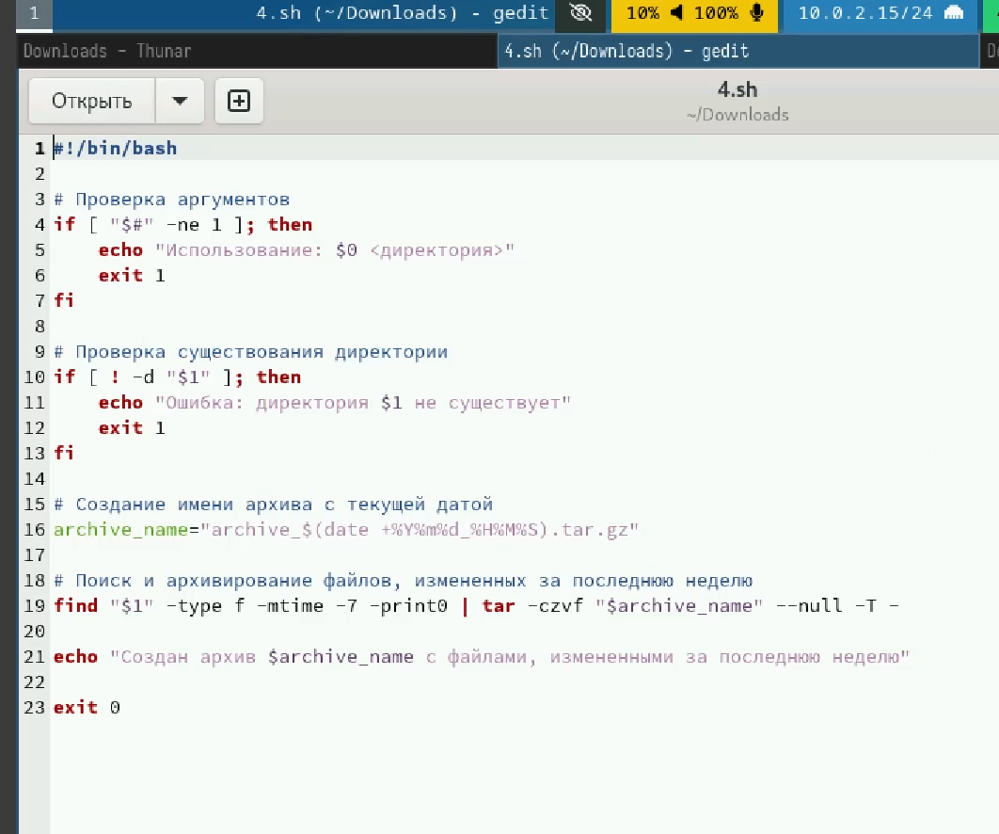 1 4.sh (~/Downloads) - gedit 10% 100% 10.0.2.15/24
Downloads - Thunar 4.sh (~/Downloads) - gedit
Открыть
4.sh
~/Downloads
1 #!/bin/bash
2
3 # Проверка аргументов
4 if [ "$#" -ne 1 ]; then
5 echo "Использование: $0 <директория>"
6 exit 1
7 fi
8
9 # Проверка существования директории
10 if [ ! -d "$1" ]; then
11 echo "Ошибка: директория $1 не существует"
12 exit 1
13 fi
14
15 # Создание имени архива с текущей датой
16 archive_name="archive_$(date +%Y%m%d_%H%M%S).tar.gz"
17
18 # Поиск и архивирование файлов, измененных за последнюю неделю
19 find "$1" -type f -mtime -7 -print0 | tar -czvf "$archive_name" --null -T -
20
21 echo "Создан архив $archive_name с файлами, измененными за последнюю неделю"
22
23 exit 0